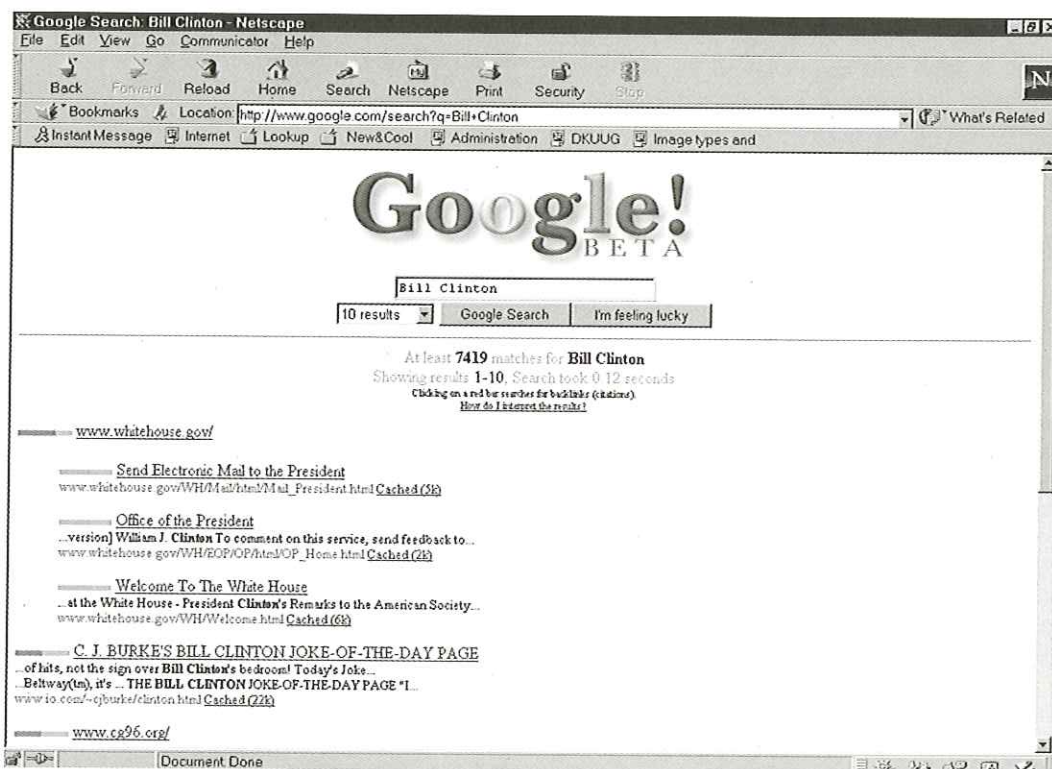 Google Search: Bill Clinton - Netscape
File Edit View Go Communicator Help
Back Forward Reload Home Search Netscape Print Security Stop
Bookmarks Location: http://www.google.com/search?q=Bill+Clinton What's Related
Instant Message Internet Lookup New&Cool Administration DKUUG Image types and
Google!
BETA
Bill Clinton
10 results Google Search I'm feeling lucky
At least 7419 matches for Bill Clinton
Showing results 1-10, Search took 0.12 seconds
Clicking on a red bar searches for backlinks (citations).
How do I interpret the results?
www.whitehouse.gov/
Send Electronic Mail to the President
www.whitehouse.gov/WH/Mail/html/Mail_President.html Cached (5k)
Office of the President
...version] William J. Clinton To comment on this service, send feedback to...
www.whitehouse.gov/WH/EOP/OP/html/OP_Home.html Cached (2k)
Welcome To The White House
...at the White House - President Clinton's Remarks to the American Society...
www.whitehouse.gov/WH/Welcome.html Cached (6k)
C. J. BURKE'S BILL CLINTON JOKE-OF-THE-DAY PAGE
...of hits, not the sign over Bill Clinton's bedroom! Today's Joke...
...Beltway(tm), it's ... THE BILL CLINTON JOKE-OF-THE-DAY PAGE "I...
www.io.com/~cjburke/clinton.html Cached (22k)
www.cg96.org/
Document Done